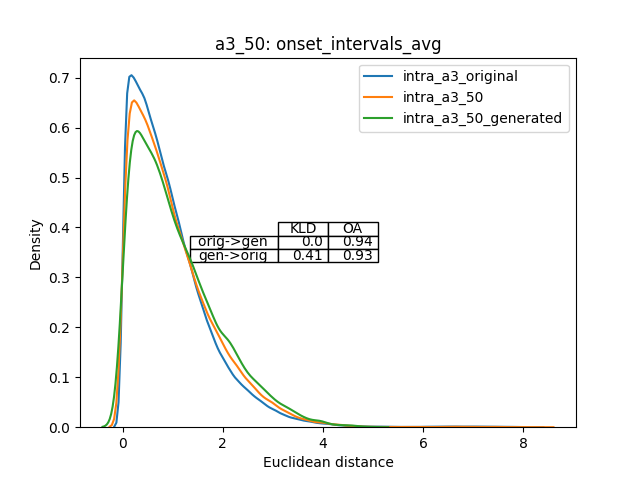 a3_50: onset_intervals_avg
intra_a3_original
intra_a3_50
intra_a3_50_generated
Density
0.7
0.6
0.5
0.4
0.3
0.2
0.1
0.0
KLD OA
orig->gen 0.0 0.94
gen->orig 0.41 0.93
0 2 4 6 8
Euclidean distance